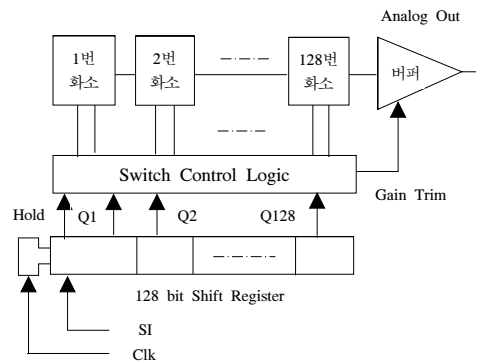 Analog Out
1번
화소
2번
화소
128번
화소
버퍼
Switch Control Logic
Gain Trim
Hold
Q1
Q2
Q128
128 bit Shift Register
SI
Clk